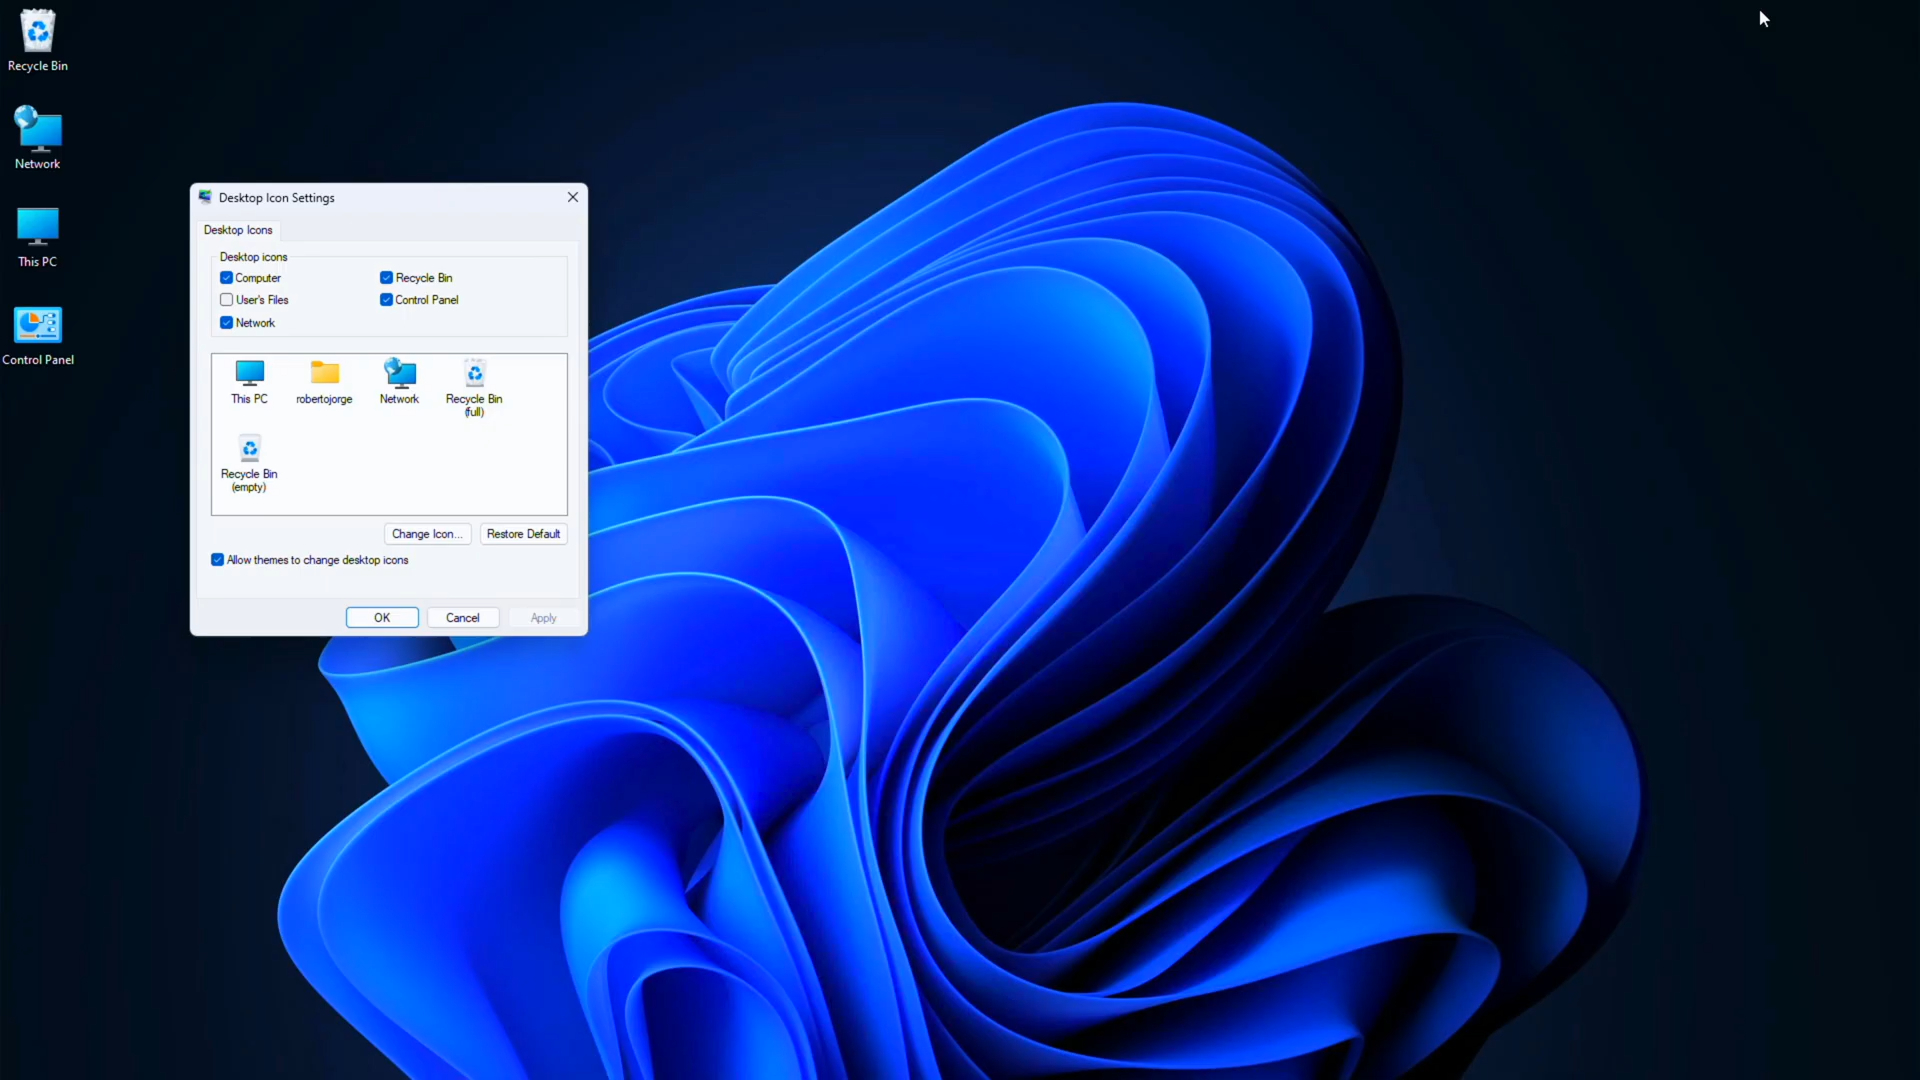 Recycle Bin
Network
This PC
Control Panel
Desktop Icon Settings
Desktop Icons
Desktop icons
Computer
Recycle Bin
User's Files
Control Panel
Network
This PC
robertojorge
Network
Recycle Bin
(full)
Recycle Bin
(empty)
Change Icon...
Restore Default
Allow themes to change desktop icons
OK
Cancel
Apply